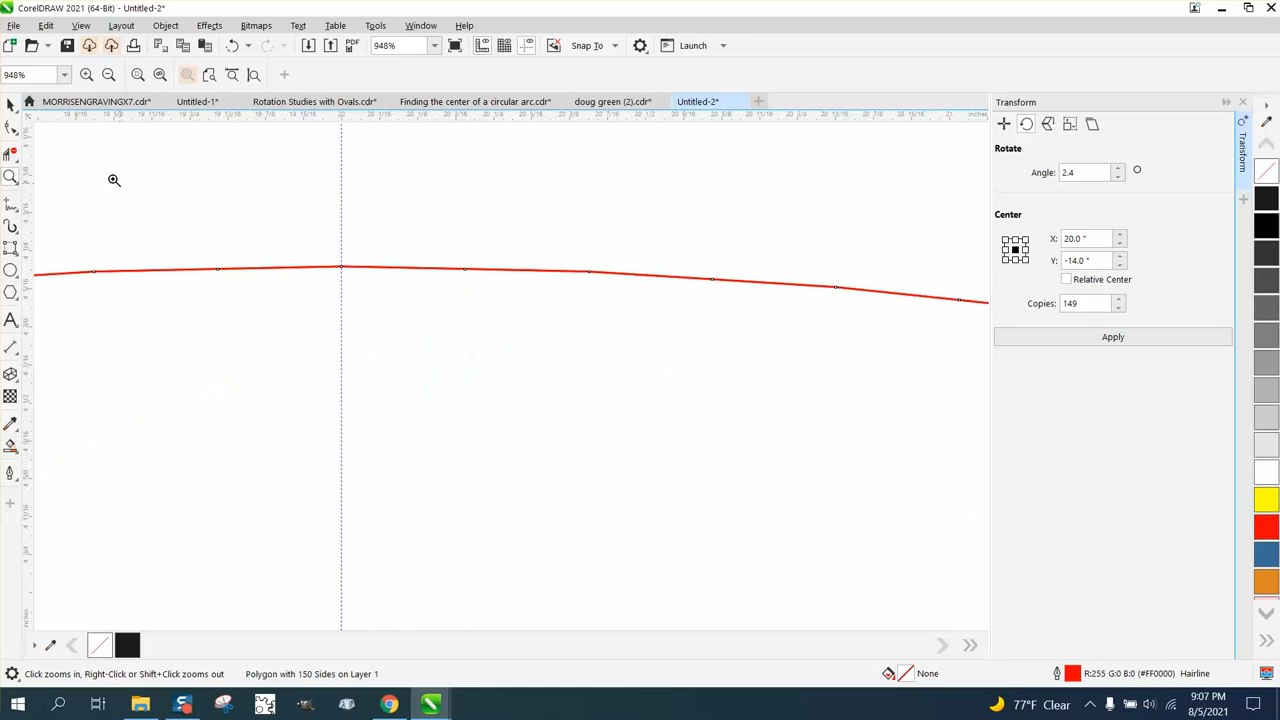 CorelDRAW 2021 (64-Bit) - Untitled-2*
File Edit View Layout Object Effects Bitmaps Text Table Tools Window Help
PDF 948% Snap To Launch
948%
MORRISENGRAVINGX7.cdr* Untitled-1* Rotation Studies with Ovals.cdr* Finding the center of a circular arc.cdr* doug green (2).cdr* Untitled-2*
Transform
inches
Transform
Rotate
Angle: 2.4
Center
X: 20.0 "
Y: -14.0 "
Relative Center
Copies: 149
Apply
inches
Click zooms in, Right-Click or Shift+Click zooms out Polygon with 150 Sides on Layer 1 None R:255 G:0 B:0 (#FF0000) Hairline
77°F Clear 9:07 PM
8/5/2021